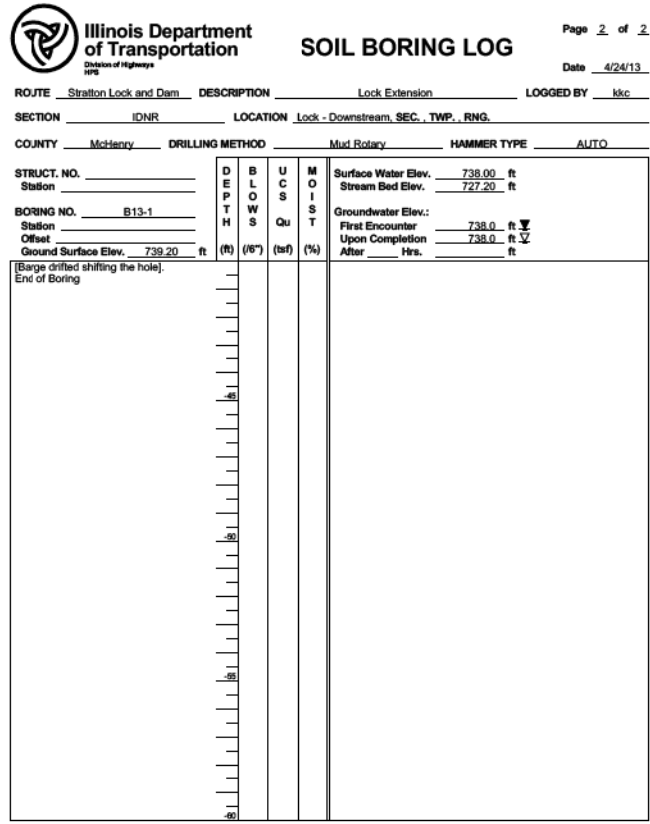 Illinois Department
of Transportation
Division of Highways
HPS
SOIL BORING LOG
Page 2 of 2
Date 4/24/13
ROUTE Stratton Lock and Dam DESCRIPTION Lock Extension LOGGED BY kkc
SECTION IDNR LOCATION Lock - Downstream, SEC. , TWP. , RNG.
COUNTY McHenry DRILLING METHOD Mud Rotary HAMMER TYPE AUTO
STRUCT. NO.
Station
BORING NO. B13-1
Station
Offset
Ground Surface Elev. 739.20 ft
DEPTH (ft)
BLOWS (/6")
UCS Qu (tsf)
MOIST (%)
Surface Water Elev. 738.00 ft
Stream Bed Elev. 727.20 ft
Groundwater Elev.:
First Encounter 738.0 ft
Upon Completion 738.0 ft
After Hrs. ft
[Barge drifted shifting the hole].
End of Boring
-45
-50
-55
-60